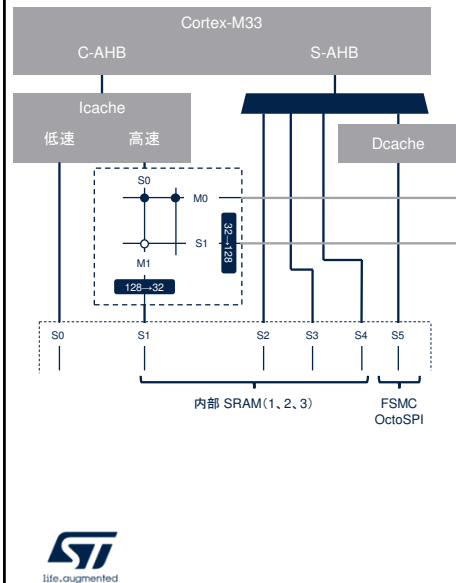 Cortex-M33
C-AHB S-AHB
Icache
低速 高速
Dcache
S0
M0
S1
32→128
M1
128→32
S0 S1 S2 S3 S4 S5
内部 SRAM（1、2、3）
FSMC
OctoSPI
ST
life.augmented